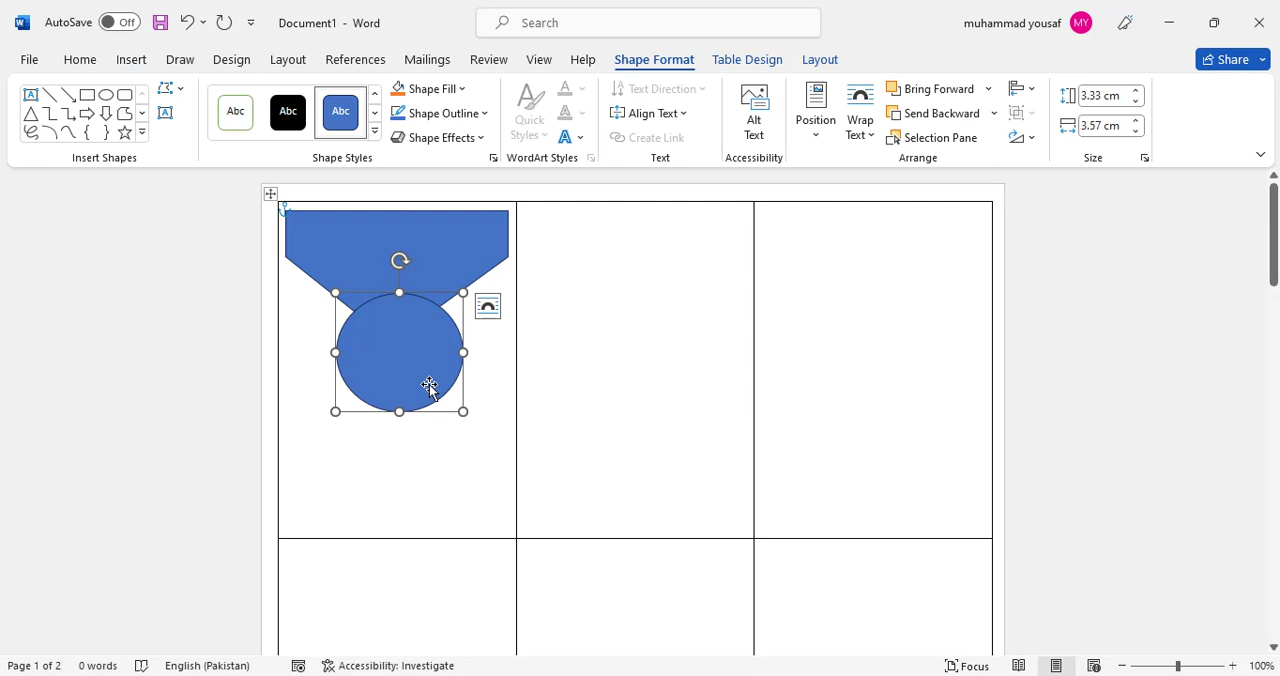 AutoSave Off Document1 - Word Search muhammad yousaf MY
File Home Insert Draw Design Layout References Mailings Review View Help Shape Format Table Design Layout Share
Abc Abc Abc
Shape Fill
Shape Outline
Shape Effects
Quick
Styles
Text Direction
Align Text
Create Link
Alt
Text
Position
Wrap
Text
Bring Forward
Send Backward
Selection Pane
3.33 cm
3.57 cm
Insert Shapes Shape Styles WordArt Styles Text Accessibility Arrange Size
Page 1 of 2 0 words English (Pakistan) Accessibility: Investigate Focus 100%